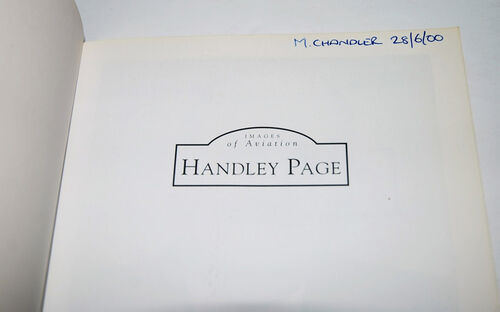 M. CHANDLER 28/6/00
IMAGES
of Aviation
HANDLEY PAGE